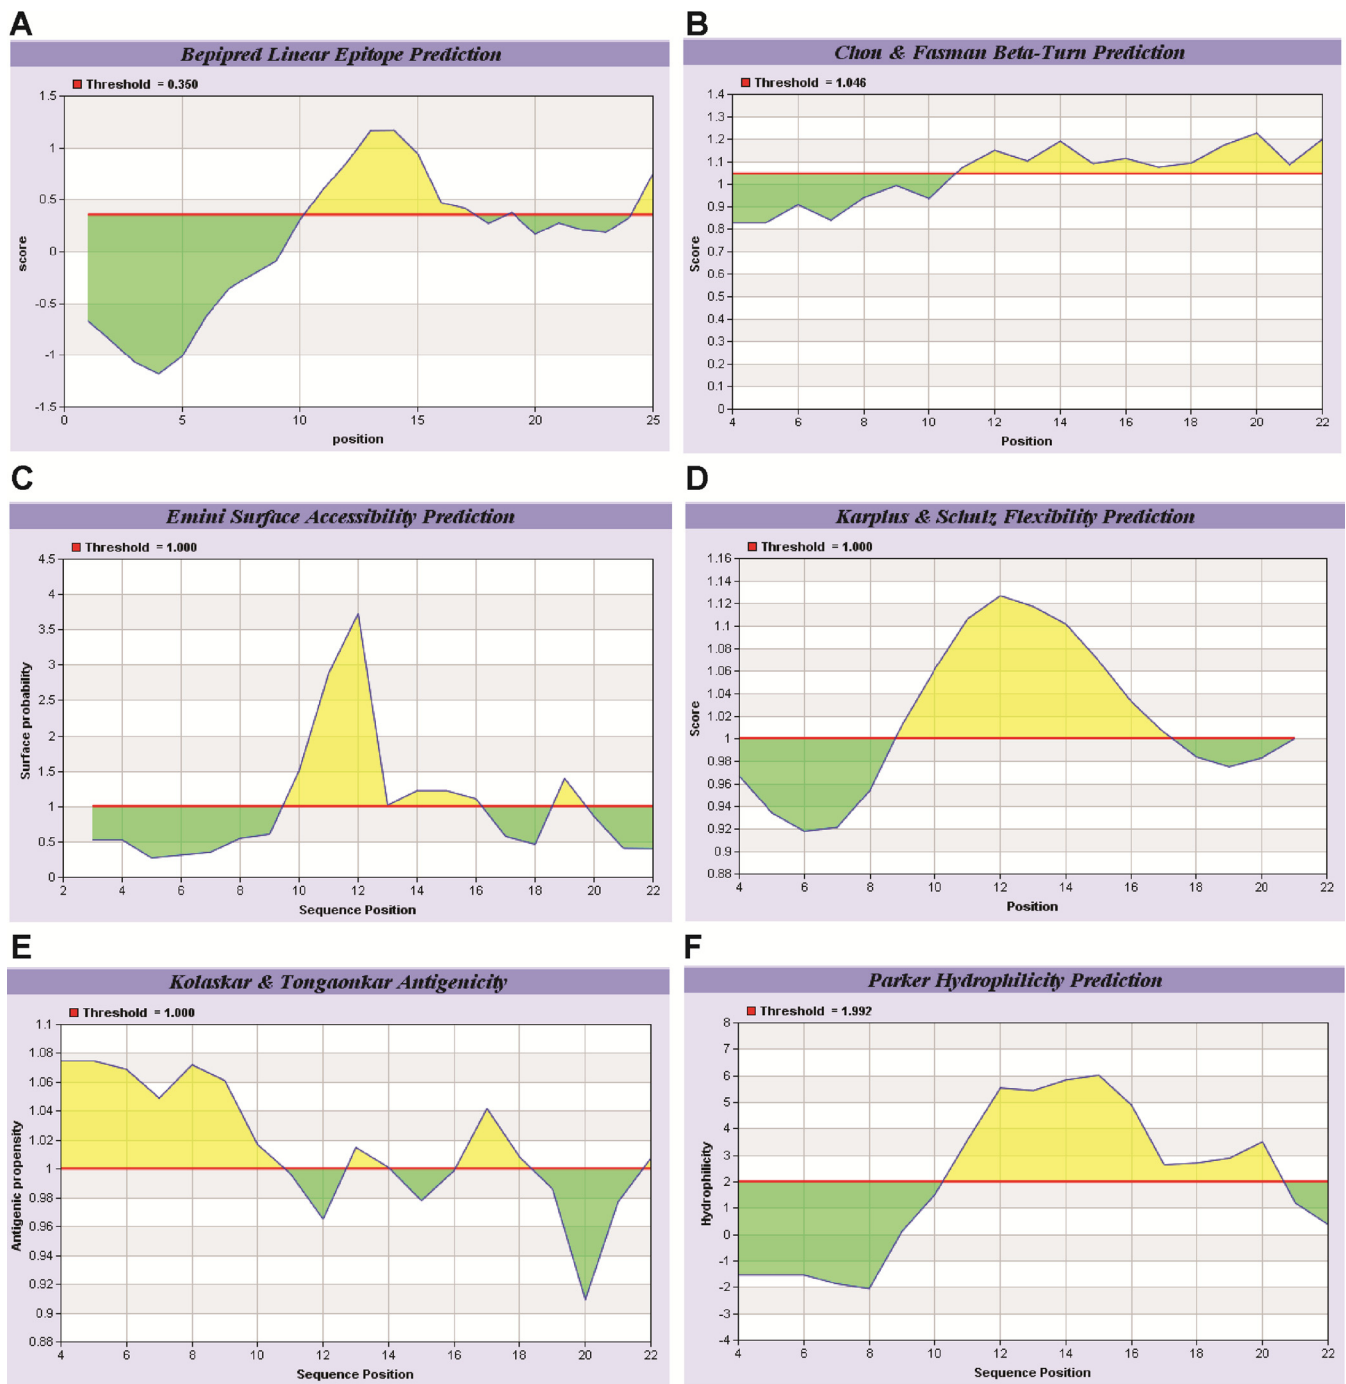 A
Bepipred Linear Epitope Prediction
Threshold = 0.350
1.5
1
0.5
0
-0.5
-1
-1.5
score
0 5 10 15 20 25
position
B
Chou & Fasman Beta-Turn Prediction
Threshold = 1.046
1.4
1.3
1.2
1.1
1
0.9
0.8
0.7
0.6
0.5
0.4
0.3
0.2
0.1
0
Score
4 6 8 10 12 14 16 18 20 22
Position
C
Emini Surface Accessibility Prediction
Threshold = 1.000
4.5
4
3.5
3
2.5
2
1.5
1
0.5
0
Surface probability
2 4 6 8 10 12 14 16 18 20 22
Sequence Position
D
Karplus & Schulz Flexibility Prediction
Threshold = 1.000
1.16
1.14
1.12
1.1
1.08
1.06
1.04
1.02
1
0.98
0.96
0.94
0.92
0.9
0.88
Score
4 6 8 10 12 14 16 18 20 22
Position
E
Kolaskar & Tongaonkar Antigenicity
Threshold = 1.000
1.1
1.08
1.06
1.04
1.02
1
0.98
0.96
0.94
0.92
0.9
0.88
Antigenic propensity
4 6 8 10 12 14 16 18 20 22
Sequence Position
F
Parker Hydrophilicity Prediction
Threshold = 1.992
8
7
6
5
4
3
2
1
0
-1
-2
-3
-4
Hydrophilicity
4 6 8 10 12 14 16 18 20 22
Sequence Position